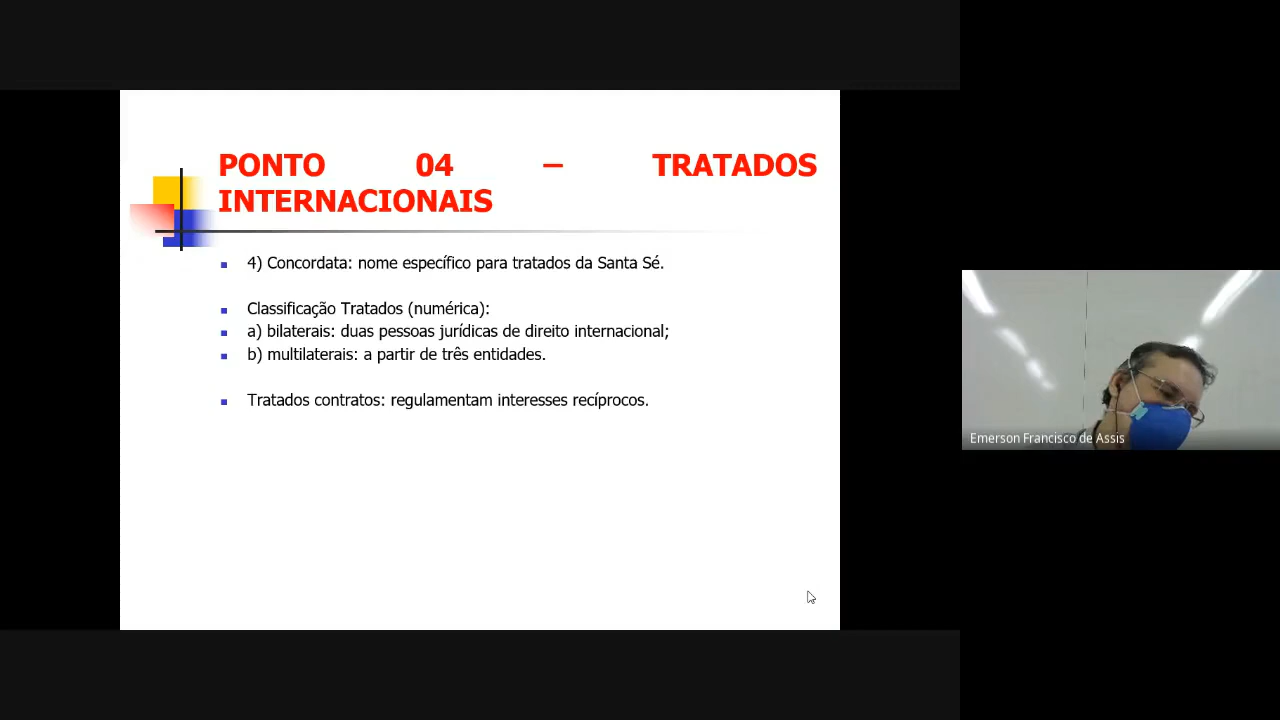 PONTO 04 – TRATADOS
INTERNACIONAIS
4) Concordata: nome específico para tratados da Santa Sé.
Classificação Tratados (numérica):
a) bilaterais: duas pessoas jurídicas de direito internacional;
b) multilaterais: a partir de três entidades.
Tratados contratos: regulamentam interesses recíprocos.
Emerson Francisco de Assis